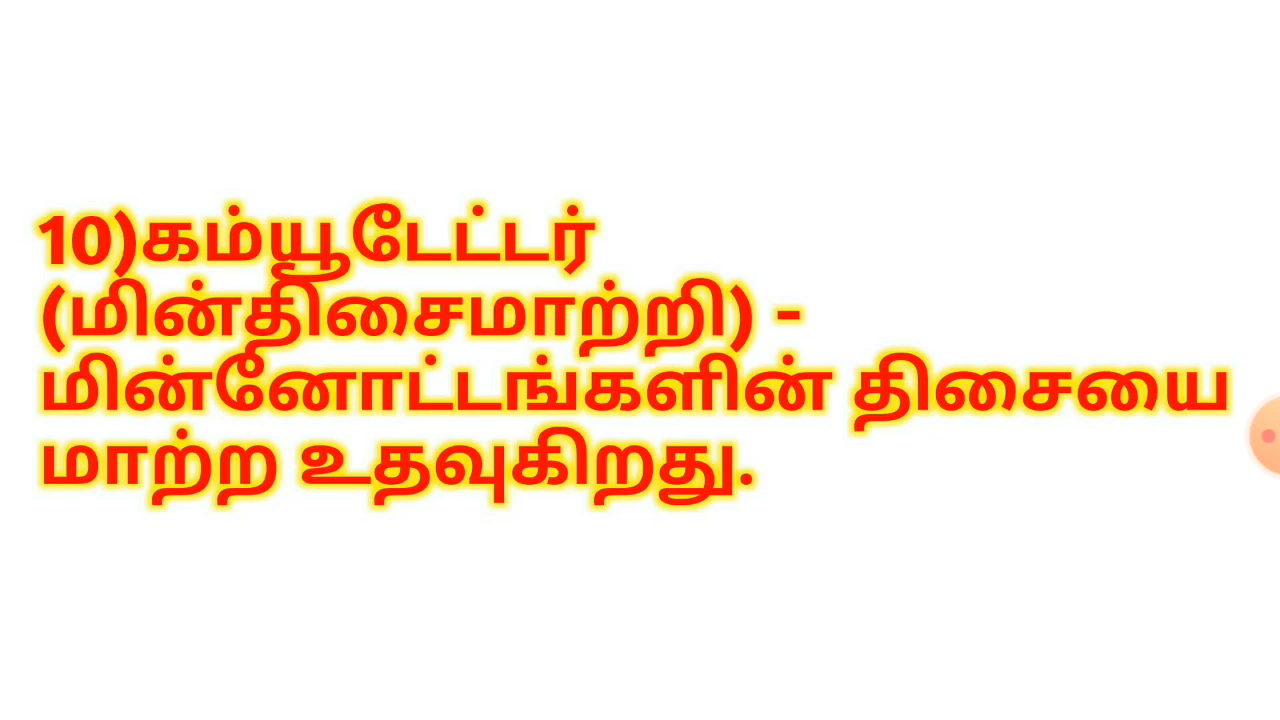 10)கம்யூடேட்டர்
(மின்திசைமாற்றி) -
மின்னோட்டங்களின் திசையை
மாற்ற உதவுகிறது.